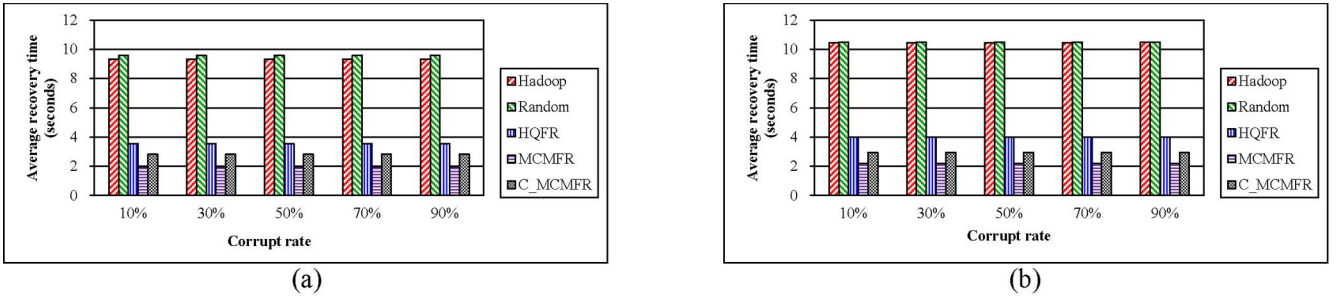 Average recovery time
(seconds)
12
10
8
6
4
2
0
10%
30%
50%
70%
90%
Corrupt rate
Hadoop
Random
HQFR
MCMFR
C_MCMFR
(a)
Average recovery time
(seconds)
12
10
8
6
4
2
0
10%
30%
50%
70%
90%
Corrupt rate
Hadoop
Random
HQFR
MCMFR
C_MCMFR
(b)